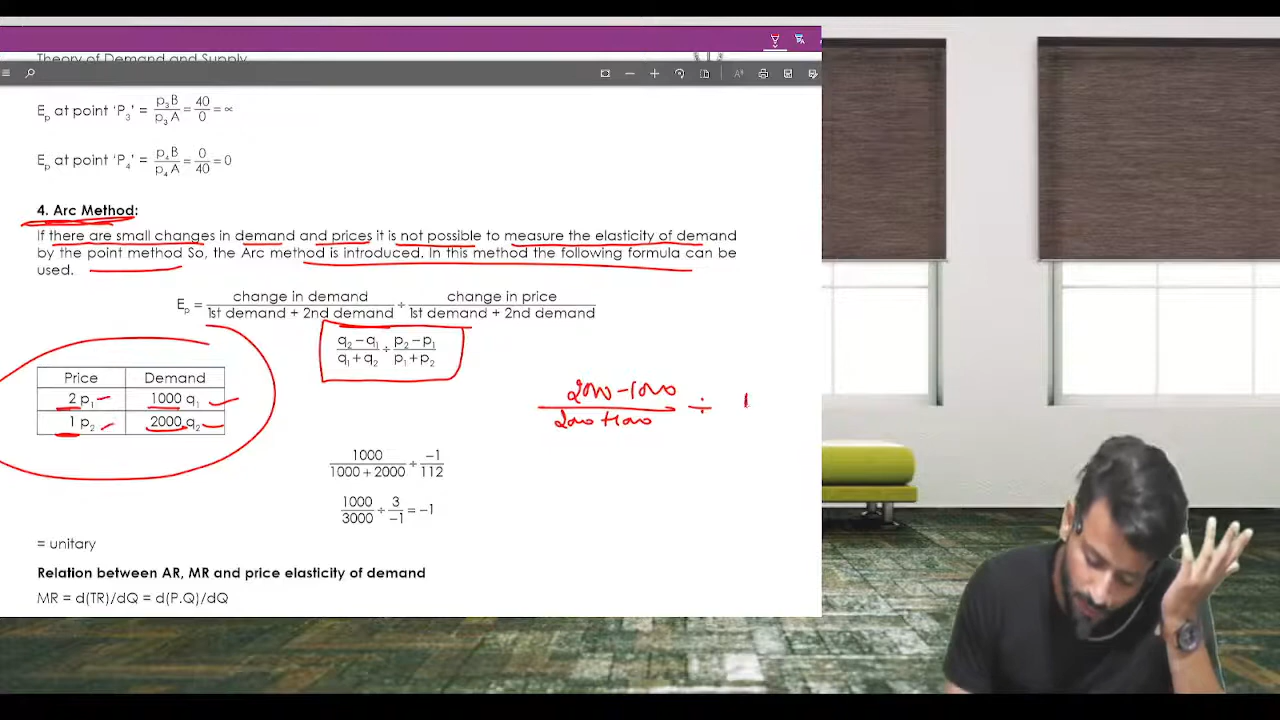 Theory of Demand and Supply
Ep at point 'P3' = p3B/p3A = 40/0 = ∞
Ep at point 'P4' = p4B/p4A = 0/40 = 0
4. Arc Method:
If there are small changes in demand and prices it is not possible to measure the elasticity of demand
by the point method So, the Arc method is introduced. In this method the following formula can be
used.
Ep = change in demand/1st demand + 2nd demand ÷ change in price/1st demand + 2nd demand
q2 – q1/q1 + q2 ÷ p2 – p1/p1 + p2
Price Demand
2 p1 1000 q1
1 p2 2000 q2
2000 – 1000/2000 + 1000 ÷ 1
1000/1000 + 2000 ÷ –1/112
1000/3000 ÷ 3/–1 = –1
= unitary
Relation between AR, MR and price elasticity of demand
MR = d(TR)/dQ = d(P.Q)/dQ